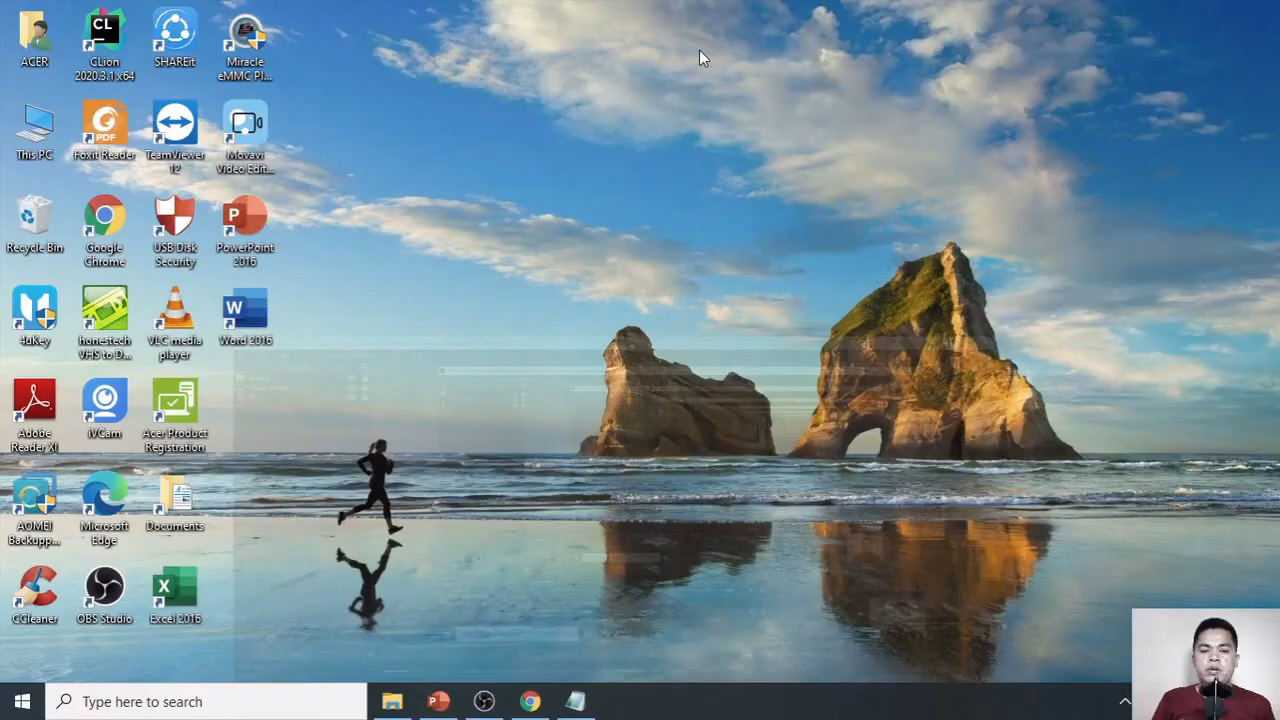 ACER
CL
CLion
2020.3.1 x64
SHAREit
Miracle
eMMC Pl...
This PC
PDF
Foxit Reader
TeamViewer
12
Movavi
Video Edit...
Recycle Bin
Google
Chrome
USB Disk
Security
P
PowerPoint
2016
4uKey
honestech
VHS to D...
VLC media
player
W
Word 2016
Adobe
Reader XI
iVCam
Acer Product
Registration
AOMEI
Backupp...
Microsoft
Edge
Documents
CCleaner
OBS Studio
X
Excel 2016
Type here to search
P